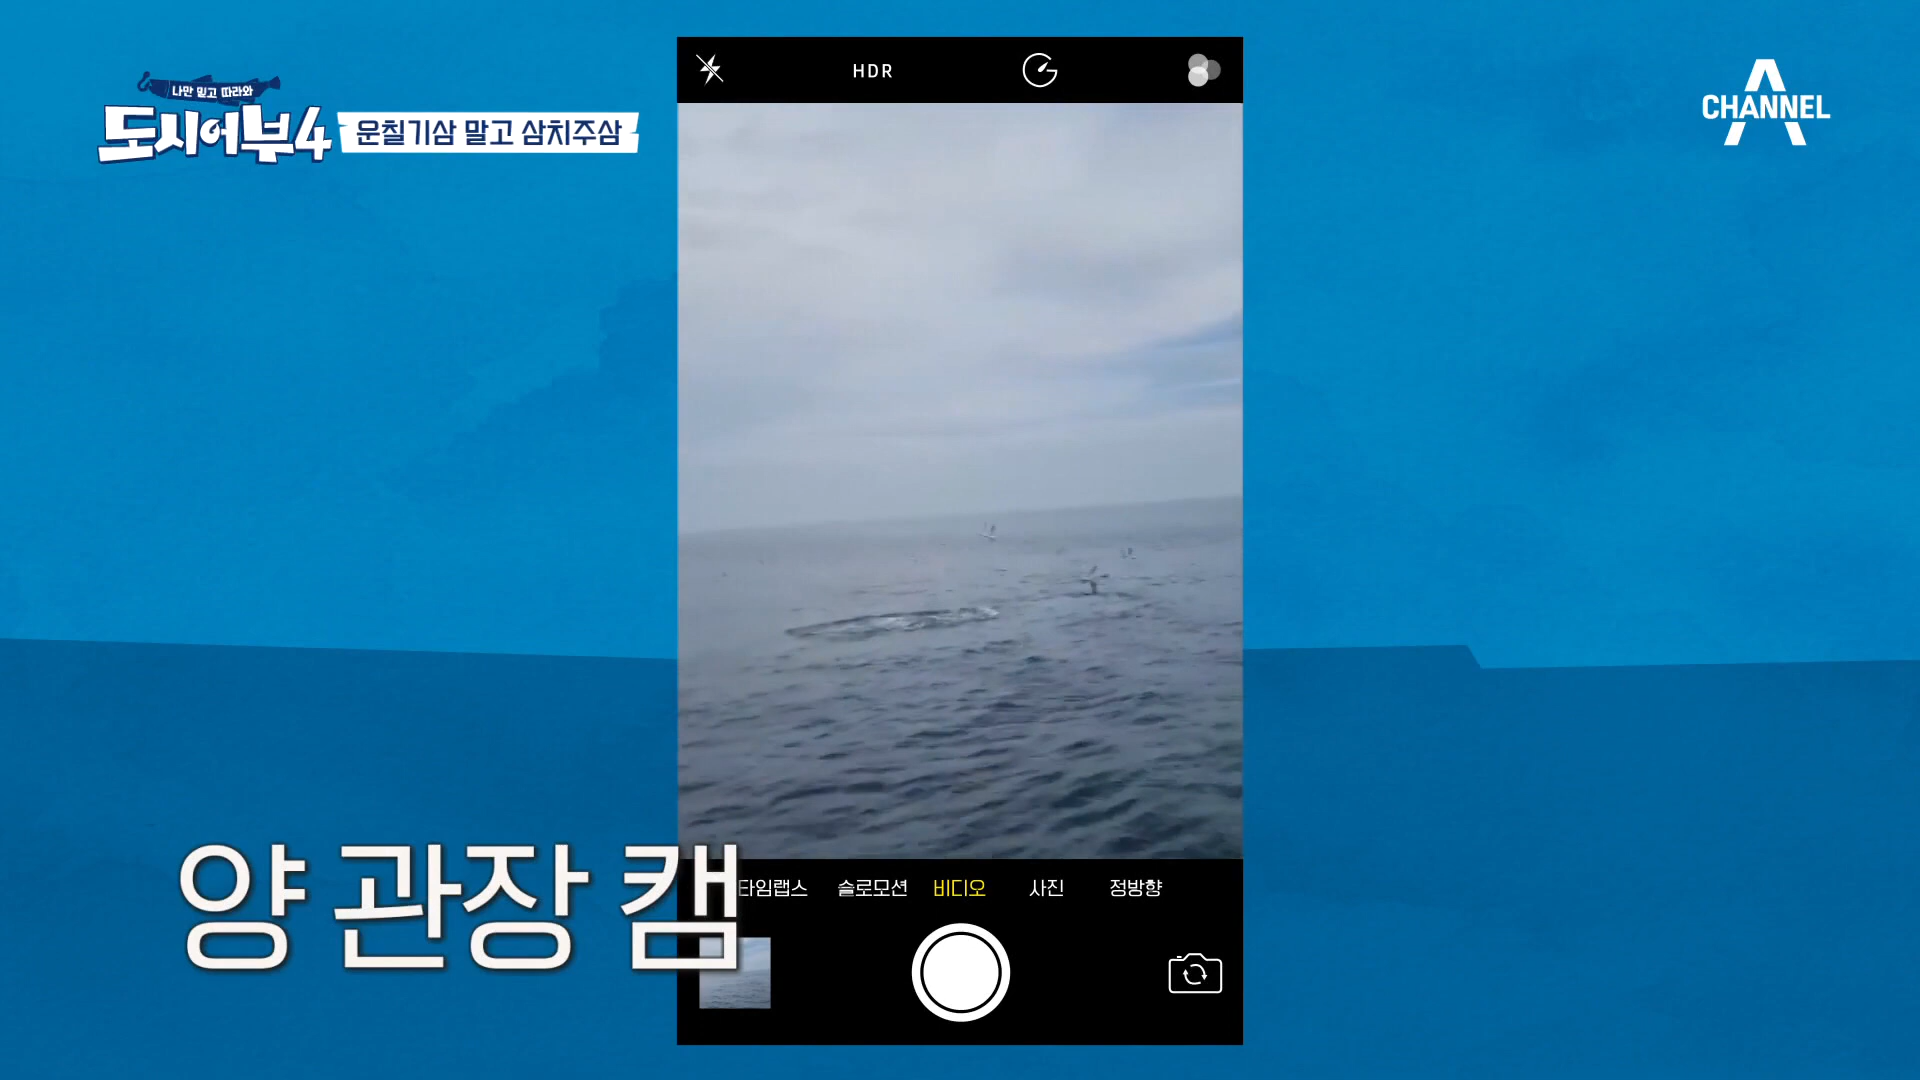 나만 믿고 따라와
도시어부4
운칠기삼 말고 삼치주삼
CHANNEL A
HDR
타임랩스 슬로모션 비디오 사진 정방향
양 관장 캠